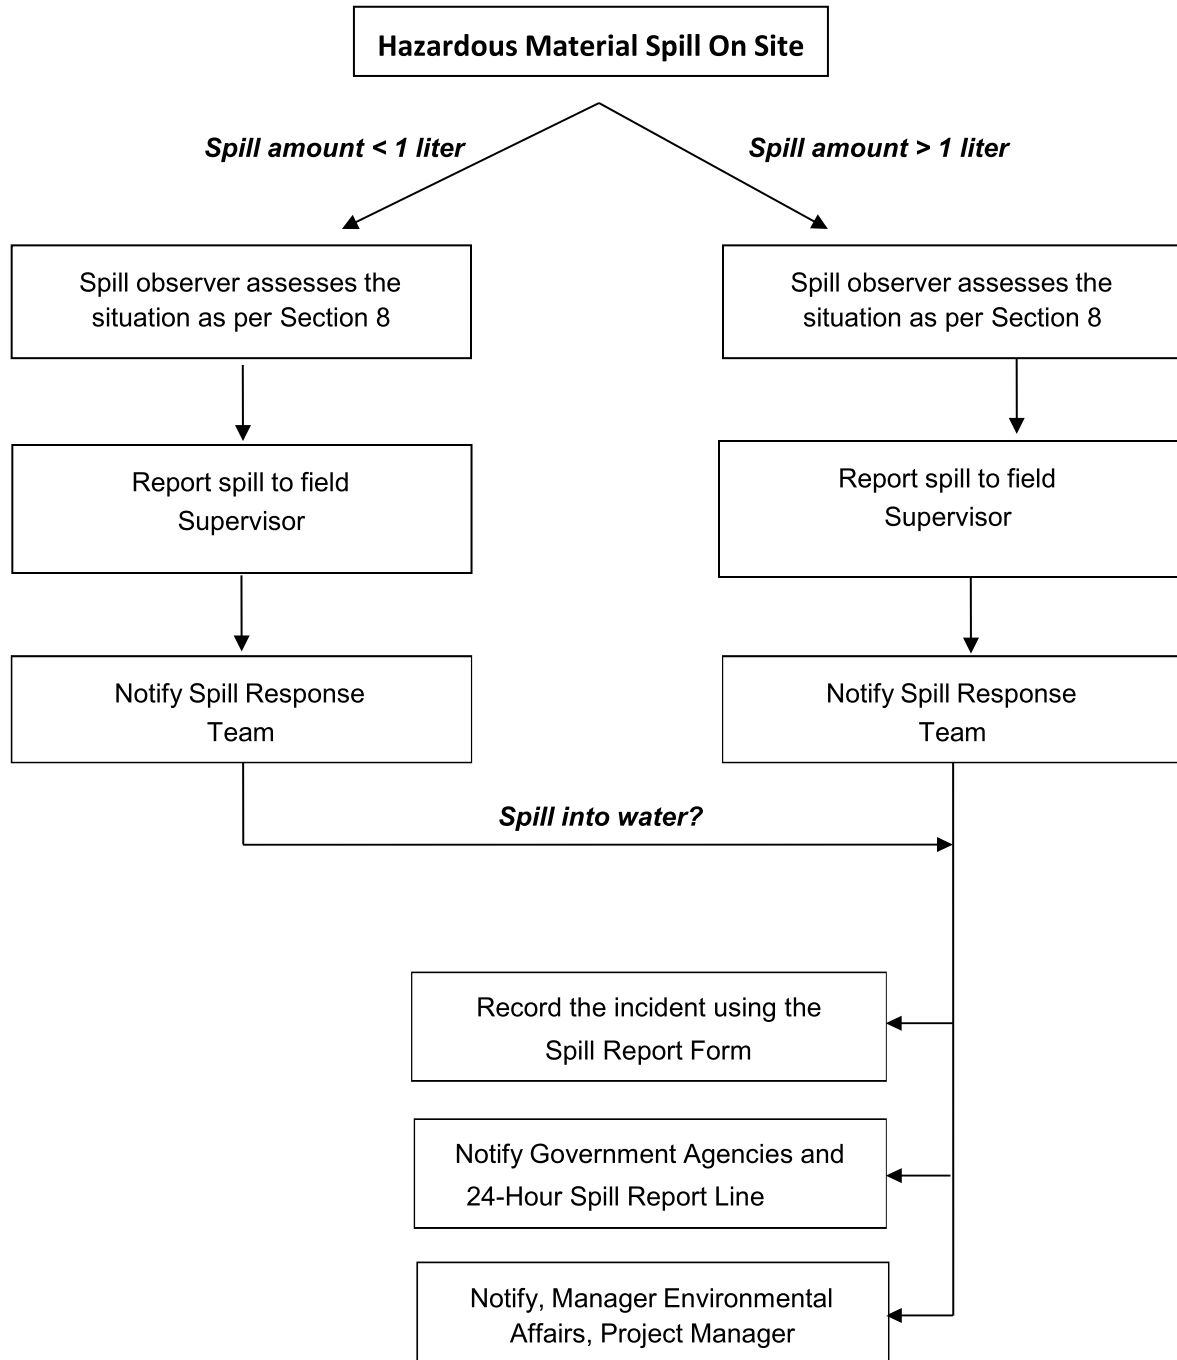 Hazardous Material Spill On Site
Spill amount < 1 liter
Spill amount > 1 liter
Spill observer assesses the
situation as per Section 8
Spill observer assesses the
situation as per Section 8
Report spill to field
Supervisor
Report spill to field
Supervisor
Notify Spill Response
Team
Notify Spill Response
Team
Spill into water?
Record the incident using the
Spill Report Form
Notify Government Agencies and
24-Hour Spill Report Line
Notify, Manager Environmental
Affairs, Project Manager